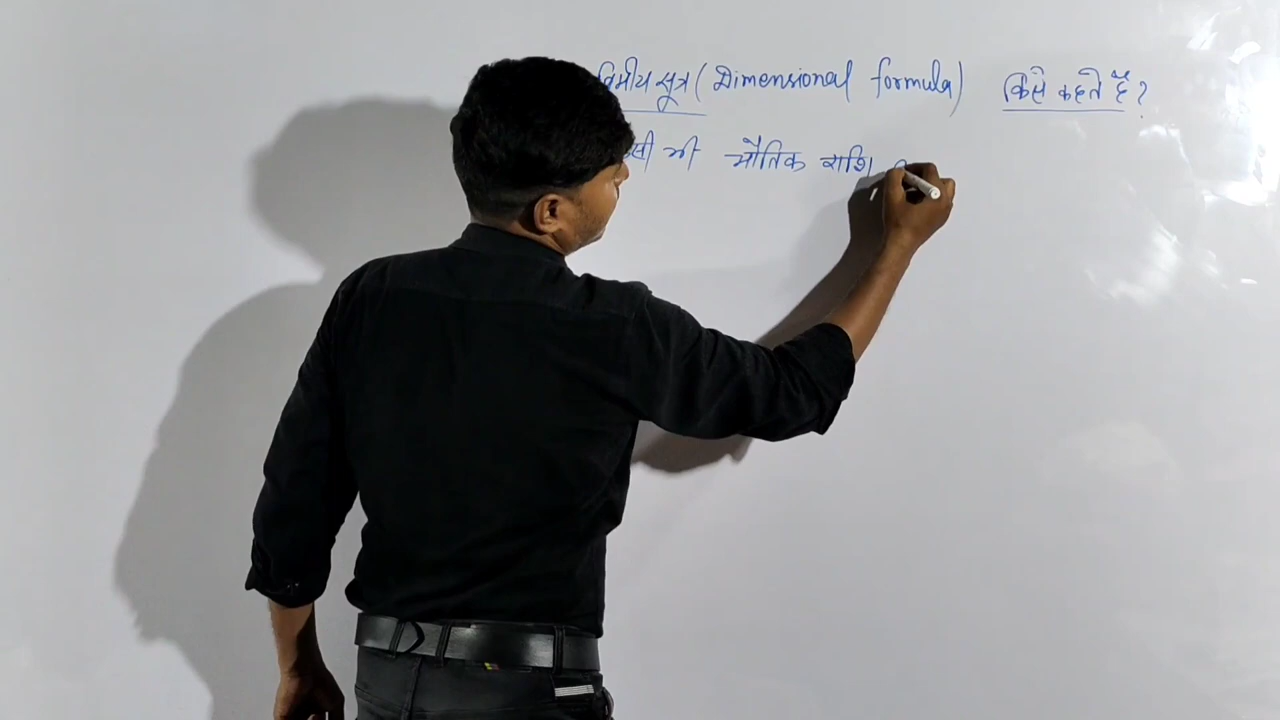 विमीय सूत्र (Dimensional formula) किसे कहते हैं?
भी भौतिक राशि